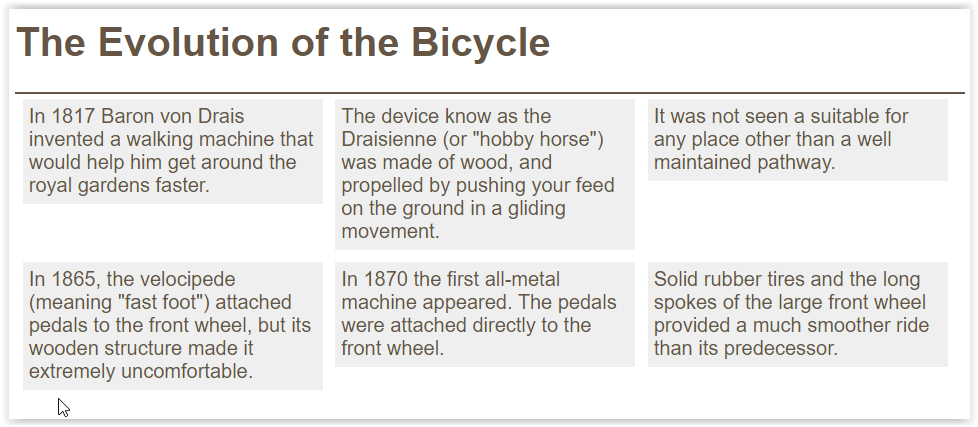 The Evolution of the Bicycle
In 1817 Baron von Drais
invented a walking machine that
would help him get around the
royal gardens faster.
The device know as the
Draisienne (or "hobby horse")
was made of wood, and
propelled by pushing your feed
on the ground in a gliding
movement.
It was not seen a suitable for
any place other than a well
maintained pathway.
In 1865, the velocipede
(meaning "fast foot") attached
pedals to the front wheel, but its
wooden structure made it
extremely uncomfortable.
In 1870 the first all-metal
machine appeared. The pedals
were attached directly to the
front wheel.
Solid rubber tires and the long
spokes of the large front wheel
provided a much smoother ride
than its predecessor.